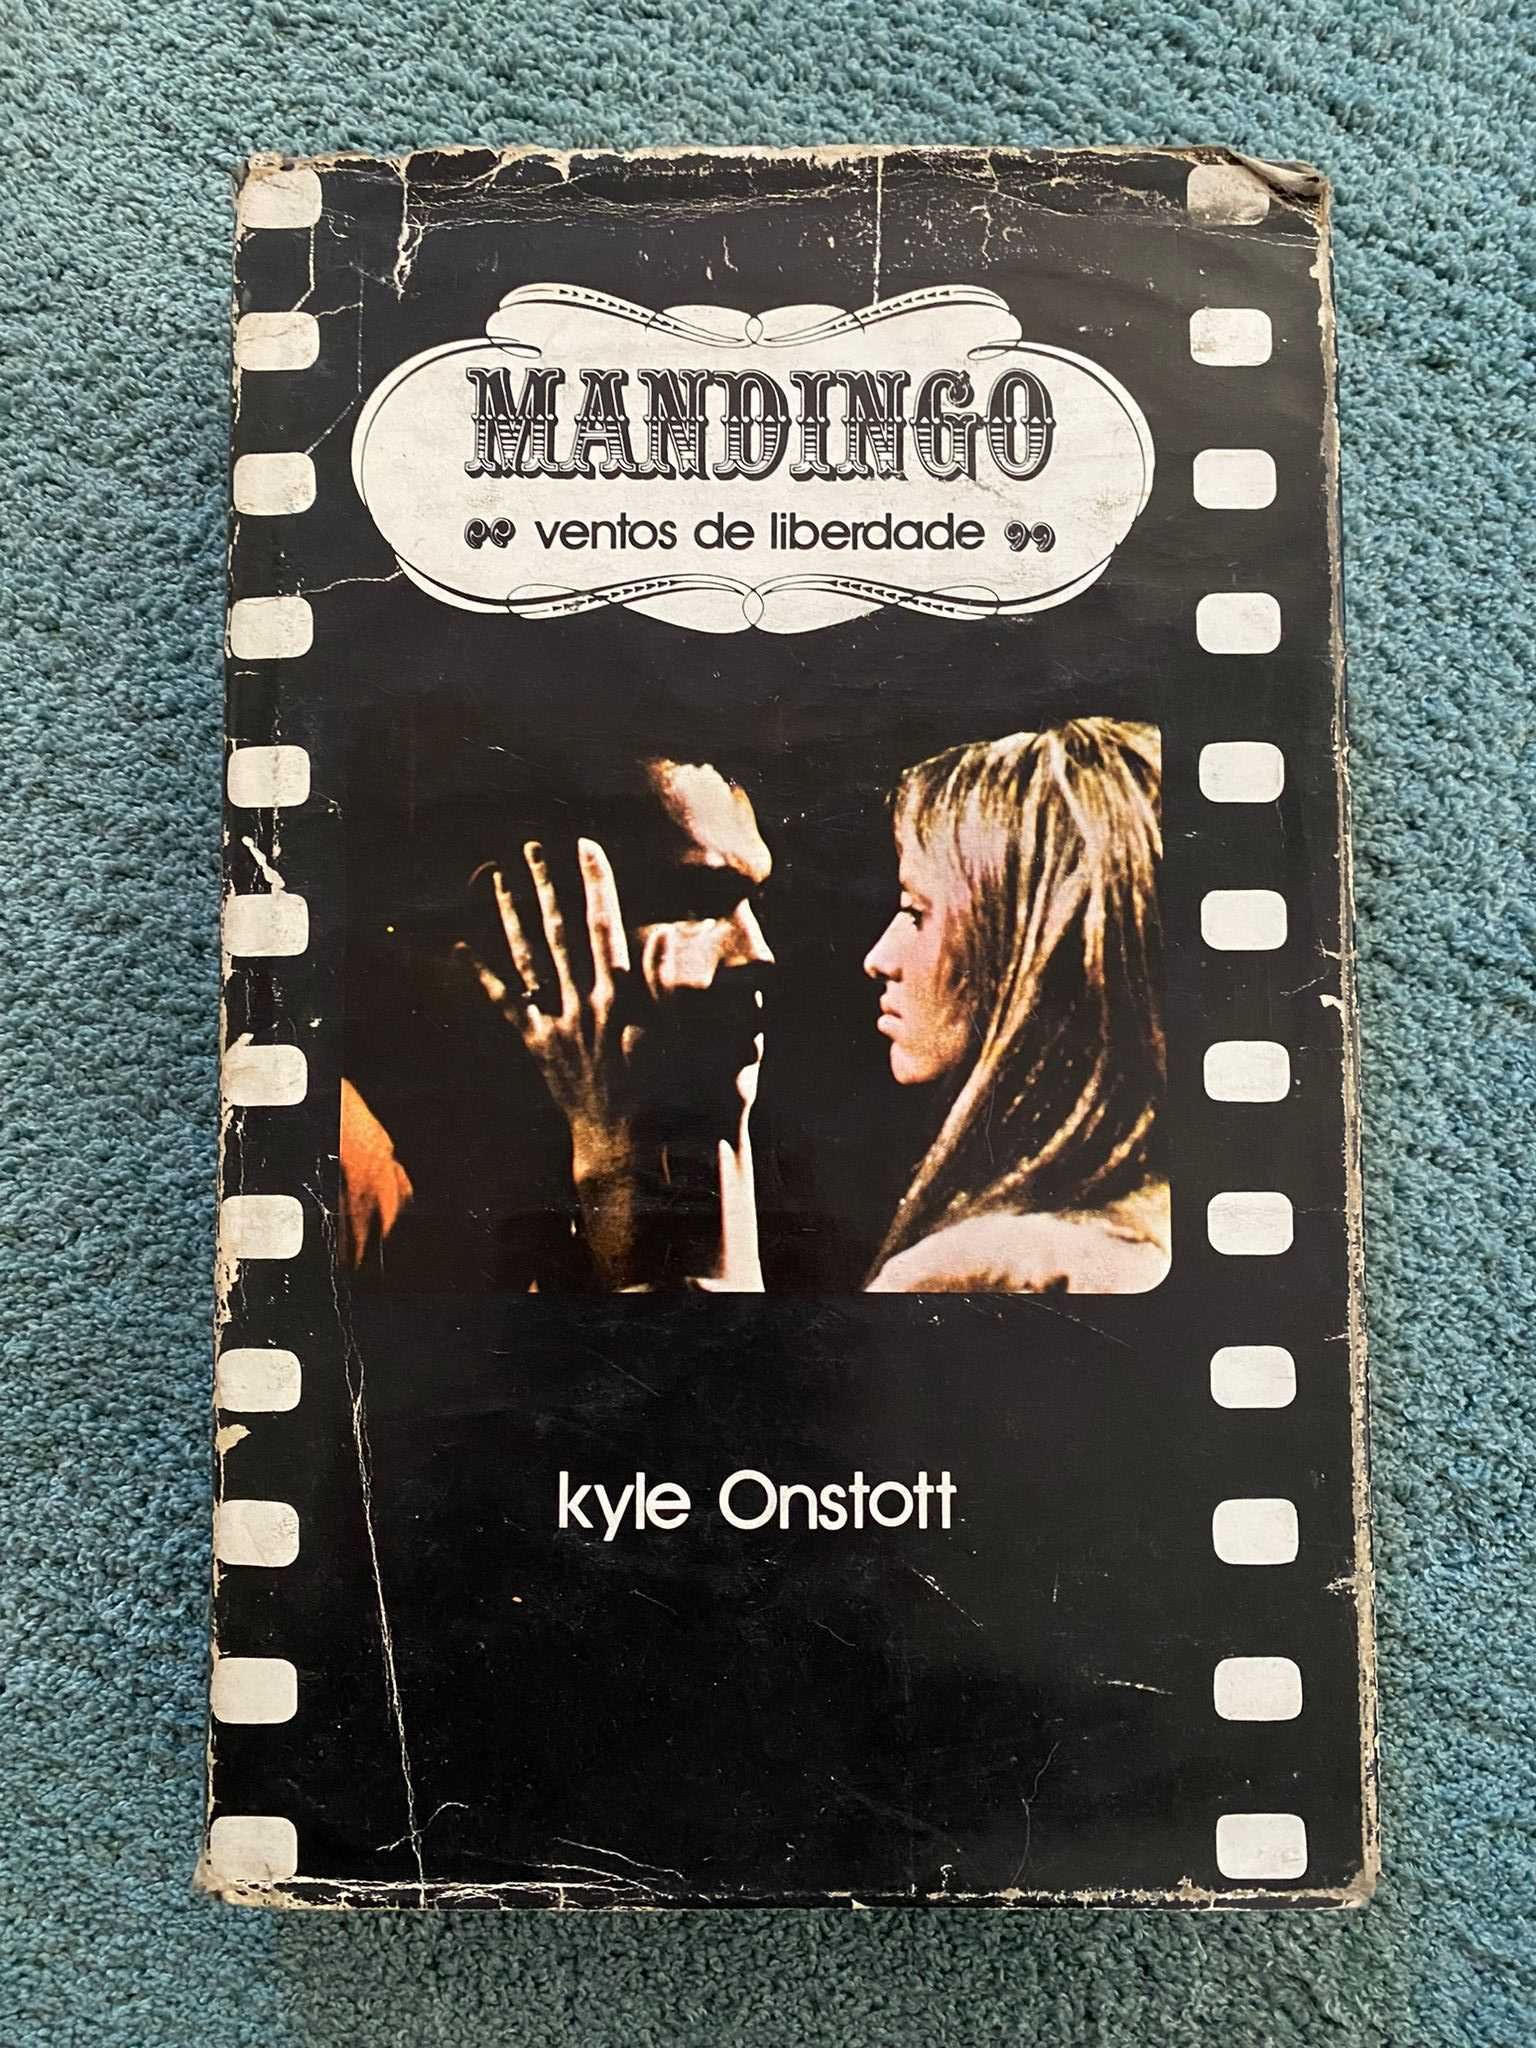 MANDINGO
“ ventos de liberdade ”
kyle Onstott